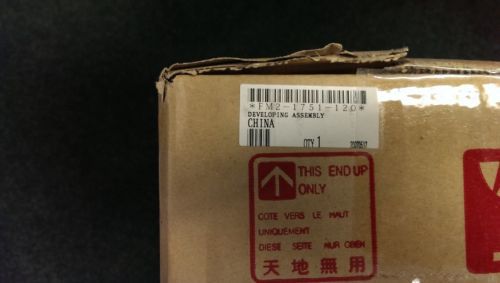 *FM2-1751-120*
DEVELOPING ASSEMBLY
CHINA
QTY 1
THIS END UP
ONLY
COTE VERS LE HAUT
UNIQUEMENT
DIESE SEITE NUR OBEN
天地無用